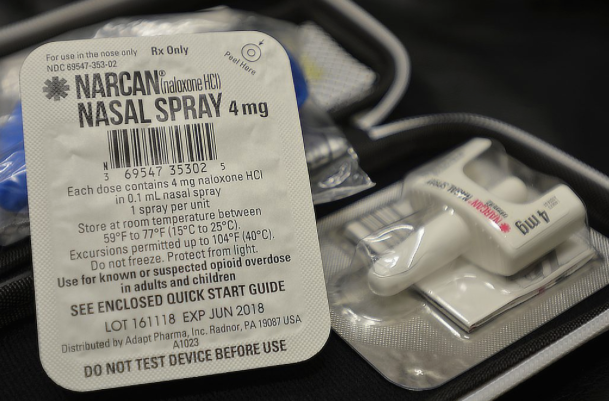 For use in the nose only Rx Only
NDC 69547-353-02
Peel Here
NARCAN® (naloxone HCl)
NASAL SPRAY 4 mg
N
3 69547 35302 5
Each dose contains 4 mg naloxone HCl
in 0.1 mL nasal spray
1 spray per unit
Store at room temperature between
59°F to 77°F (15°C to 25°C).
Excursions permitted up to 104°F (40°C).
Do not freeze. Protect from light.
Use for known or suspected opioid overdose
in adults and children
SEE ENCLOSED QUICK START GUIDE
LOT 161118 EXP JUN 2018
Distributed by Adapt Pharma, Inc. Radnor, PA 19087 USA
A1023
DO NOT TEST DEVICE BEFORE USE
NARCAN
NASAL SPRAY
4 mg